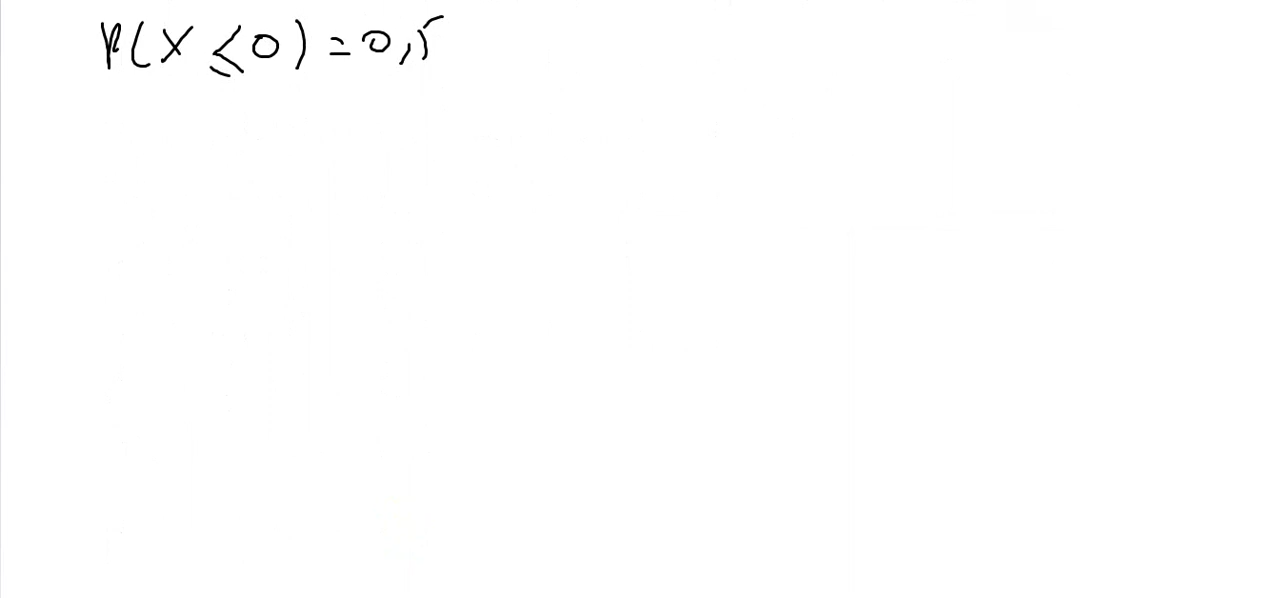 P(X ≤ 0) = 0,5